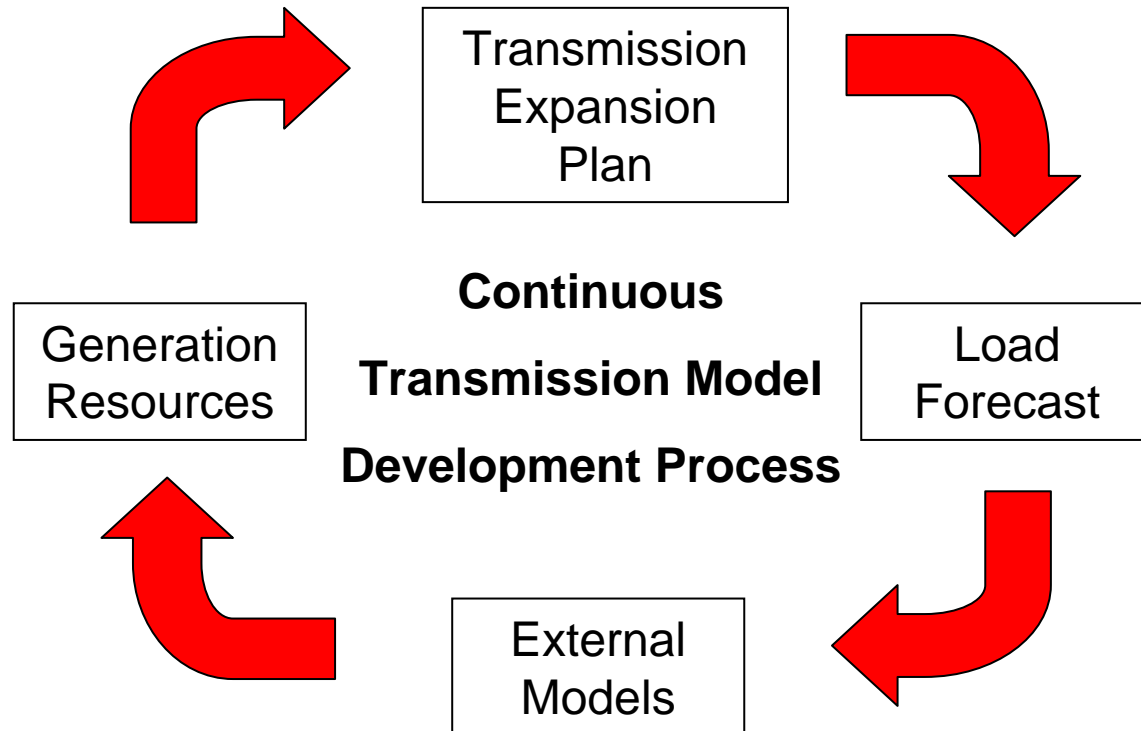 Transmission
Expansion
Plan
Continuous
Transmission Model
Development Process
Generation
Resources
Load
Forecast
External
Models